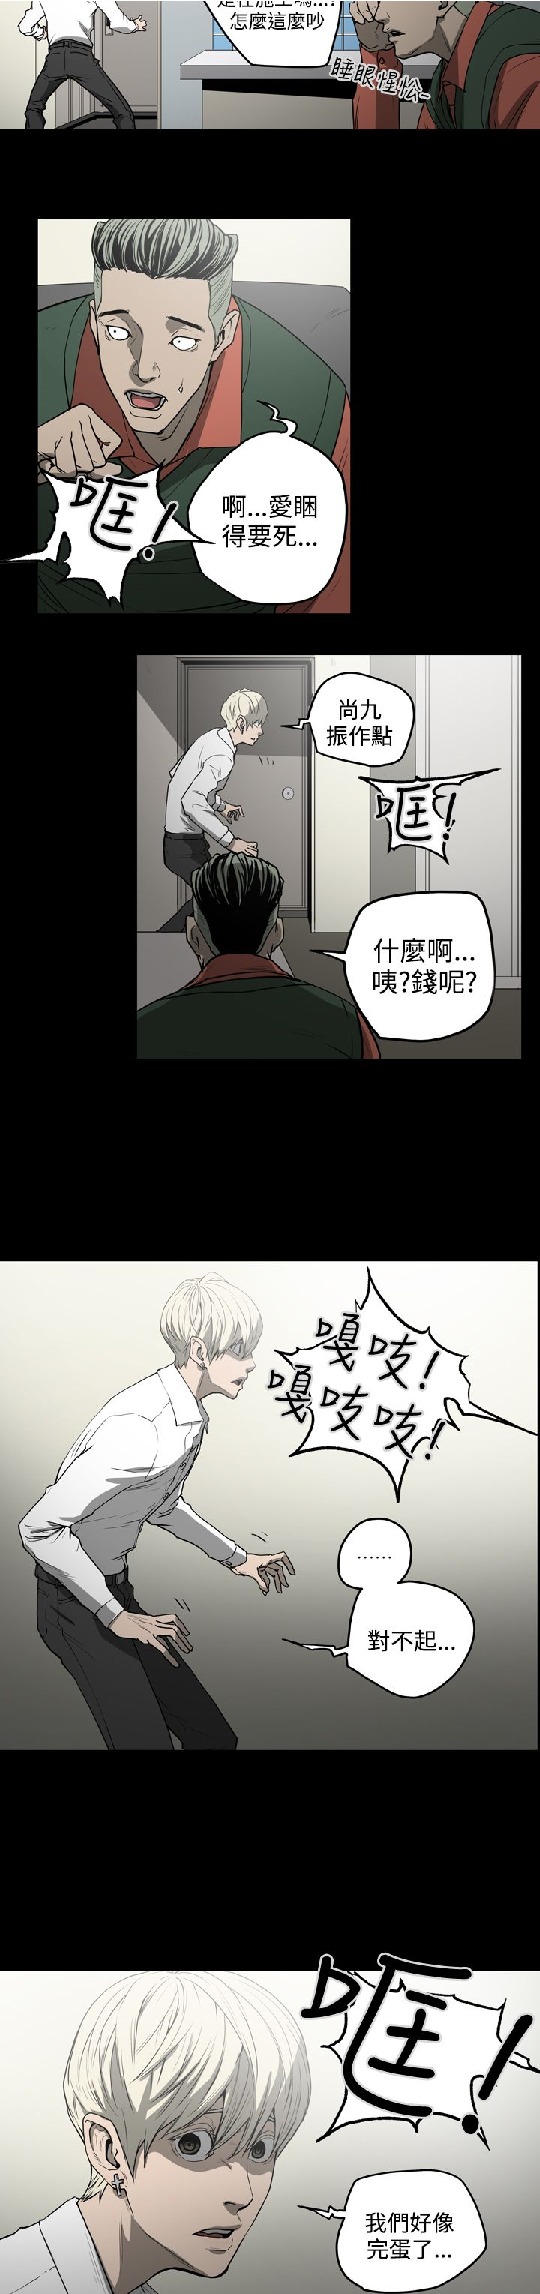 怎麼這麼吵
睡眼惺忪~
哐!
啊...愛睏
得要死...
尚九
振作點
哐!
什麼啊...
咦?錢呢?
嘎吱!
嘎吱吱!
......
對不起...
哐!
我們好像
完蛋了...